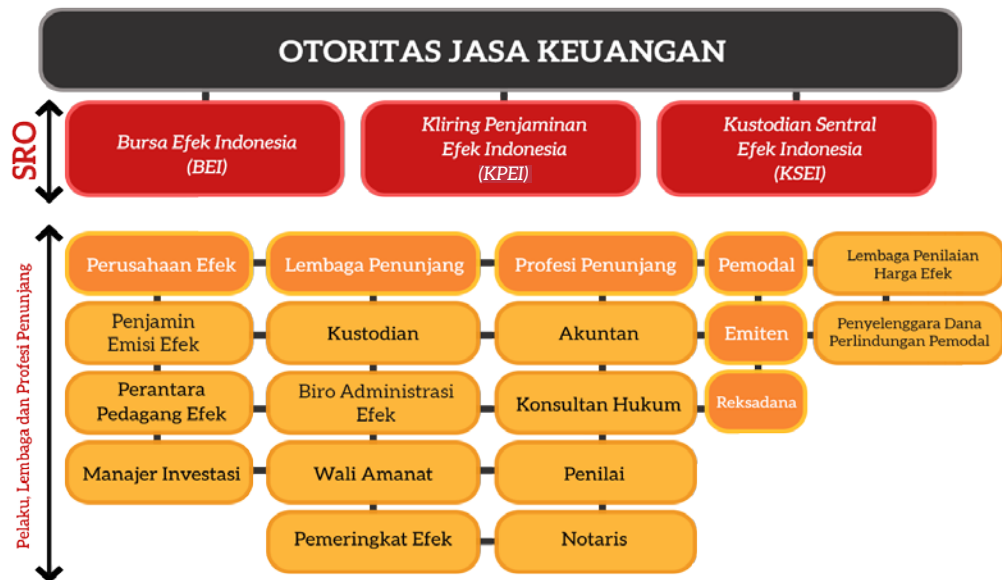 OTORITAS JASA KEUANGAN
SRO
Bursa Efek Indonesia
(BEI)
Kliring Penjaminan
Efek Indonesia
(KPEI)
Kustodian Sentral
Efek Indonesia
(KSEI)
Pelaku, Lembaga dan Profesi Penunjang
Perusahaan Efek
Lembaga Penunjang
Profesi Penunjang
Pemodal
Lembaga Penilaian
Harga Efek
Penjamin
Emisi Efek
Kustodian
Akuntan
Emiten
Penyelenggara Dana
Perlindungan Pemodal
Perantara
Pedagang Efek
Biro Administrasi
Efek
Konsultan Hukum
Reksadana
Manajer Investasi
Wali Amanat
Penilai
Pemeringkat Efek
Notaris